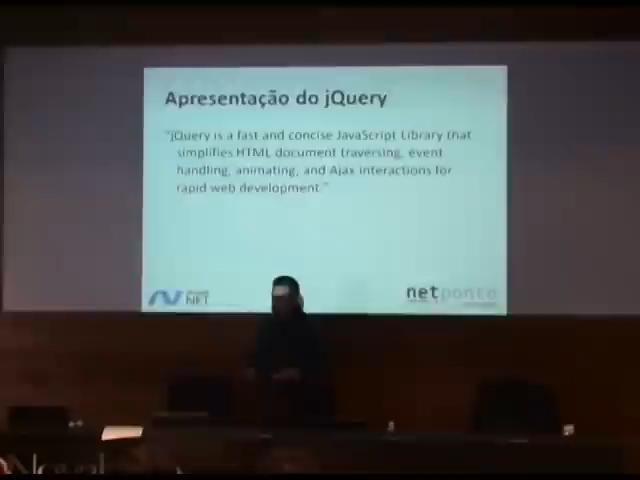 Apresentação do jQuery
"jQuery is a fast and concise JavaScript Library that
simplifies HTML document traversing, event
handling, animating, and Ajax interactions for
rapid web development."
.NET
netponto